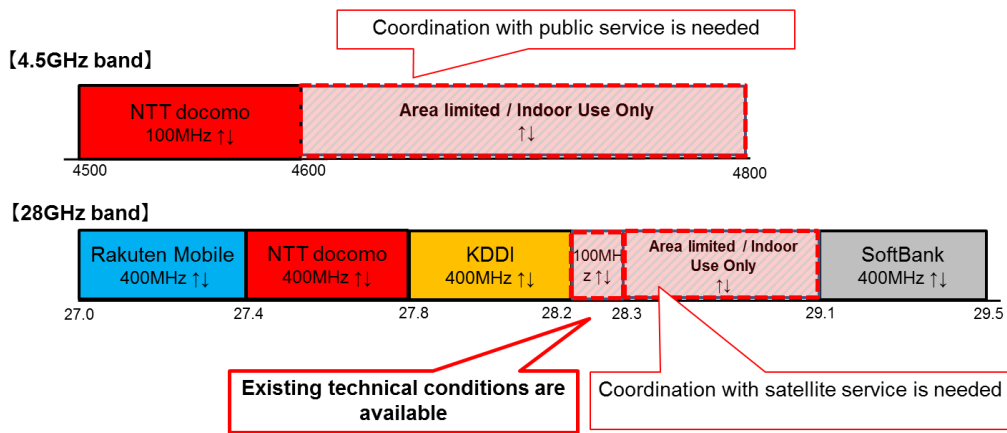 Coordination with public service is needed
【4.5GHz band】
NTT docomo
100MHz ↑↓
Area limited / Indoor Use Only
↑↓
4500
4600
4800
【28GHz band】
Rakuten Mobile
400MHz ↑↓
NTT docomo
400MHz ↑↓
KDDI
400MHz ↑↓
100MH
z ↑↓
Area limited / Indoor
Use Only
↑↓
SoftBank
400MHz ↑↓
27.0
27.4
27.8
28.2
28.3
29.1
29.5
Existing technical conditions are
available
Coordination with satellite service is needed